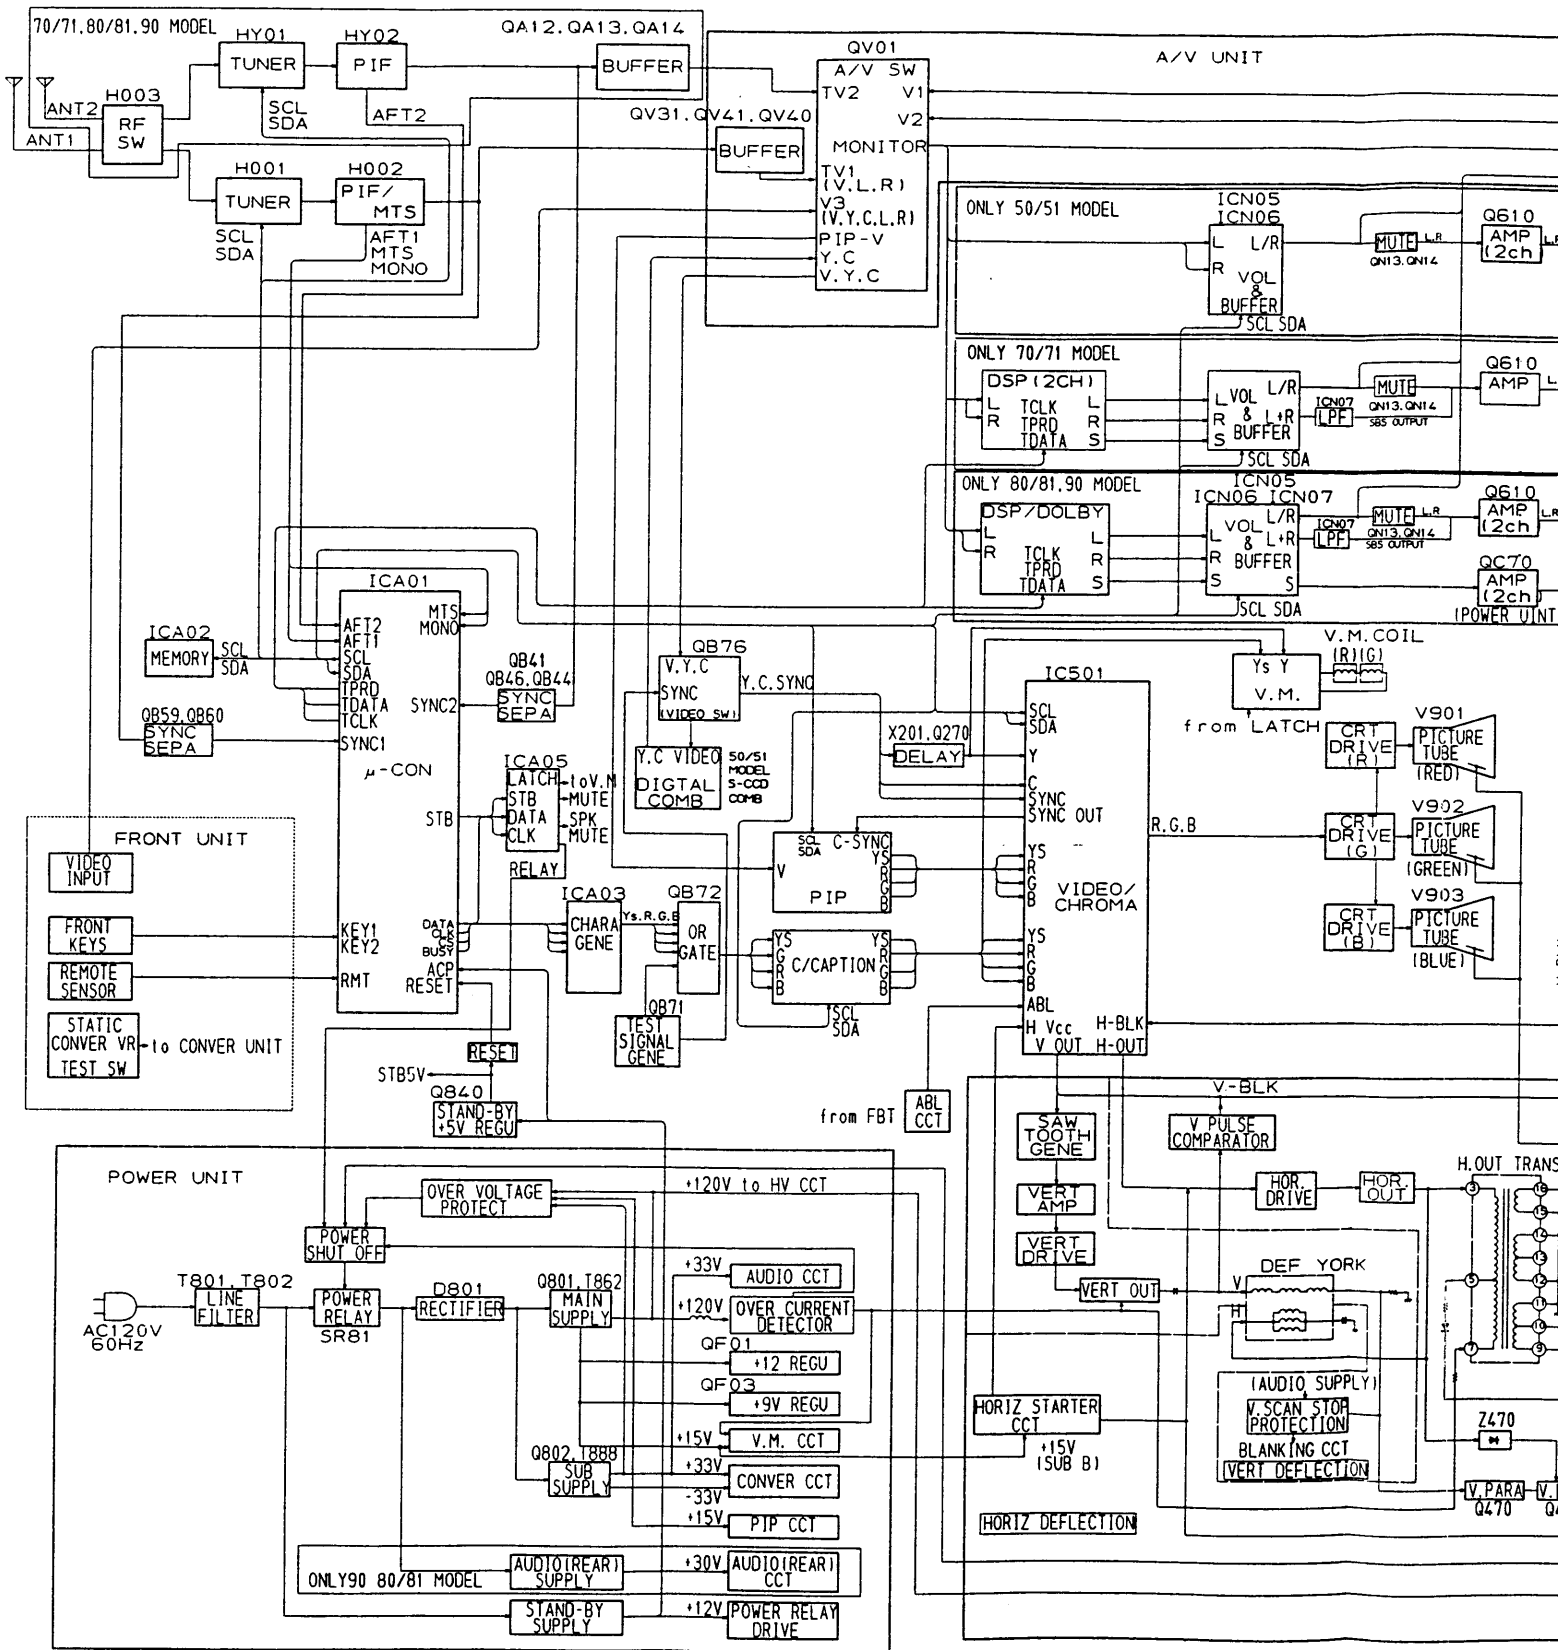 70/71.80/81.90 MODEL
HY01
TUNER
HY02
PIF
QA12.QA13.QA14
BUFFER
QV01
A/V SW
TV2
V1
V2
MONITOR
TV1
(V.L.R)
V3
(V.Y.C.L.R)
PIP-V
Y.C
V.Y.C
A/V UNIT
ANT2
ANT1
H003
RF
SW
SCL
SDA
AFT2
QV31.QV41.QV40
BUFFER
H001
TUNER
H002
PIF/
MTS
SCL
SDA
AFT1
MTS
MONO
ONLY 50/51 MODEL
ICN05
ICN06
L
L/R
R
VOL
&
BUFFER
SCL SDA
MUTE
L.R
QN13.QN14
Q610
AMP
(2ch
L.R
ONLY 70/71 MODEL
DSP(2CH)
L
R
TCLK
TPRD
TDATA
L
R
S
L
R
S
VOL
&
BUFFER
L/R
L+R
SCL SDA
ICN07
LPF
MUTE
QN13.QN14
SBS OUTPUT
Q610
AMP
L.
ONLY 80/81.90 MODEL
DSP/DOLBY
L
R
TCLK
TPRD
TDATA
L
R
S
ICN05
ICN06 ICN07
L
R
S
VOL
&
BUFFER
L/R
L+R
S
SCL SDA
ICN07
LPF
MUTE
L.R
QN13.QN14
SBS OUTPUT
Q610
AMP
(2ch
L.R
QC70
AMP
(2ch
(POWER UINT
ICA01
MTS
MONO
AFT2
AFT1
SCL
SDA
TPRD
TDATA
TCLK
SYNC1
SYNC2
μ-CON
STB
KEY1
KEY2
RMT
DATA
CLK
CS
BUSY
ACP
RESET
ICA02
MEMORY
SCL
SDA
QB59.QB60
SYNC
SEPA
QB41
QB46.QB44
SYNC
SEPA
ICA05
LATCH
STB
DATA
CLK
to V.M
MUTE
SPK
MUTE
RELAY
QB76
V.Y.C
SYNC
(VIDEO SW)
Y.C.SYNC
Y.C VIDEO
DIGTAL
COMB
50/51
MODEL
S-CCD
COMB
X201.Q270
DELAY
IC501
SCL
SDA
Y
C
SYNC
SYNC OUT
YS
R
G
B
VIDEO/
CHROMA
YS
R
G
B
ABL
H Vcc
V OUT
H-BLK
H-OUT
R.G.B
Ys Y
V.M.
from LATCH
V.M.COIL
(R)(G)
CRT
DRIVE
(R)
V901
PICTURE
TUBE
(RED)
CRT
DRIVE
(G)
V902
PICTURE
TUBE
(GREEN)
CRT
DRIVE
(B)
V903
PICTURE
TUBE
(BLUE)
FRONT UNIT
VIDEO
INPUT
FRONT
KEYS
REMOTE
SENSOR
STATIC
CONVER VR
TEST SW
to CONVER UNIT
ICA03
CHARA
GENE
Ys.R.G.B
QB72
OR
GATE
QB71
TEST
SIGNAL
GENE
SCL
SDA
C-SYNC
V
YS
R
G
B
PIP
YS
G
R
B
C/CAPTION
YS
R
G
B
SCL
SDA
RESET
STB5V
Q840
STAND-BY
+5V REGU
from FBT
ABL
CCT
V.-BLK
SAW
TOOTH
GENE
V PULSE
COMPARATOR
VERT
AMP
VERT
DRIVE
VERT OUT
HOR.
DRIVE
HOR.
OUT
H.OUT TRANS
3
5
7
16
15
14
13
12
11
10
9
DEF YORK
V
H
(AUDIO SUPPLY)
V.SCAN STOP
PROTECTION
BLANKING CCT
VERT DEFLECTION
Z470
V.PARA
Q470
V.
Q4
HORIZ STARTER
CCT
+15V
(SUB B)
HORIZ DEFLECTION
POWER UNIT
OVER VOLTAGE
PROTECT
+120V to HV CCT
POWER
SHUT OFF
T801.T802
LINE
FILTER
AC120V
60Hz
POWER
RELAY
SR81
D801
RECTIFIER
Q801.T862
MAIN
SUPPLY
+33V
AUDIO CCT
+120V
OVER CURRENT
DETECTOR
QF01
+12 REGU
QF03
+9V REGU
+15V
V.M. CCT
Q802.T888
SUB
SUPPLY
+33V
CONVER CCT
-33V
+15V
PIP CCT
ONLY90 80/81 MODEL
AUDIO(REAR)
SUPPLY
+30V
AUDIO(REAR)
CCT
STAND-BY
SUPPLY
+12V
POWER RELAY
DRIVE